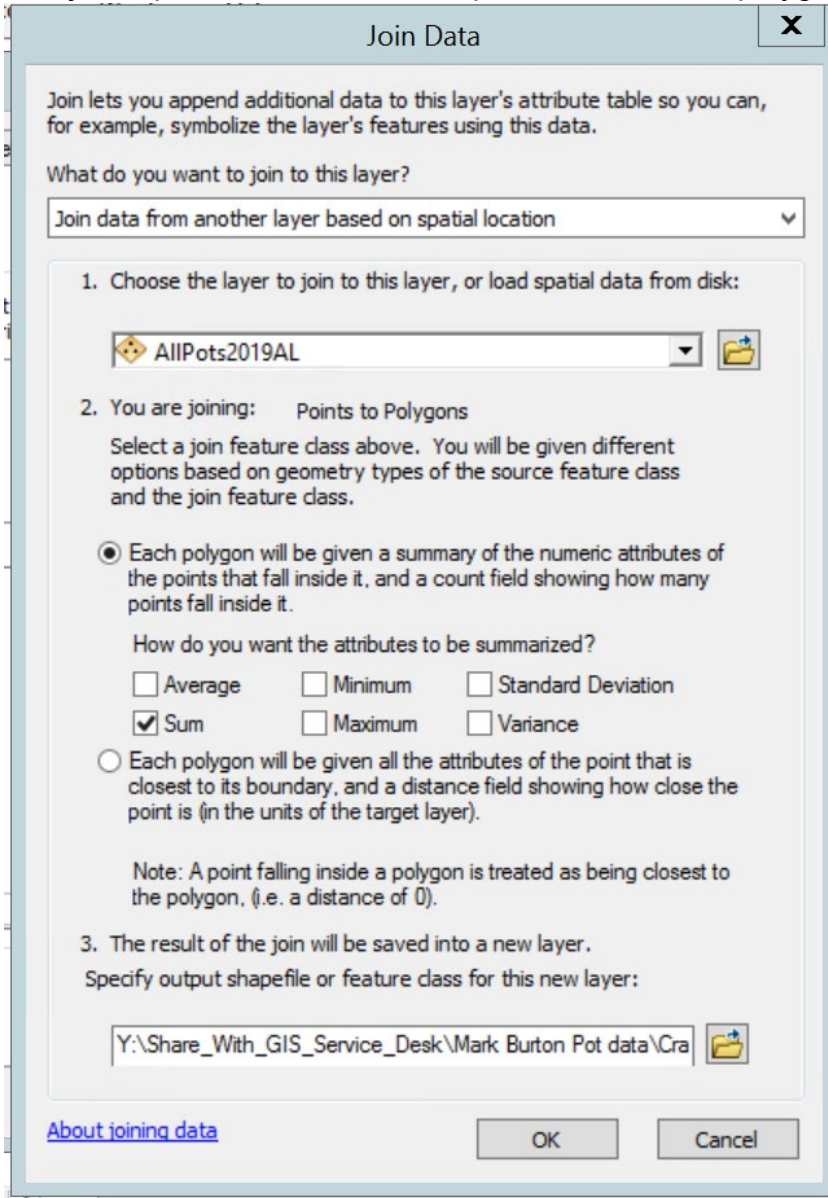 Join Data
X
Join lets you append additional data to this layer's attribute table so you can,
for example, symbolize the layer's features using this data.
What do you want to join to this layer?
Join data from another layer based on spatial location
1. Choose the layer to join to this layer, or load spatial data from disk:
AllPots2019AL
2. You are joining: Points to Polygons
Select a join feature class above. You will be given different
options based on geometry types of the source feature class
and the join feature class.
Each polygon will be given a summary of the numeric attributes of
the points that fall inside it, and a count field showing how many
points fall inside it.
How do you want the attributes to be summarized?
Average Minimum Standard Deviation
Sum Maximum Variance
Each polygon will be given all the attributes of the point that is
closest to its boundary, and a distance field showing how close the
point is (in the units of the target layer).
Note: A point falling inside a polygon is treated as being closest to
the polygon, (i.e. a distance of 0).
3. The result of the join will be saved into a new layer.
Specify output shapefile or feature class for this new layer:
Y:\Share_With_GIS_Service_Desk\Mark Burton Pot data\Cra
About joining data
OK Cancel